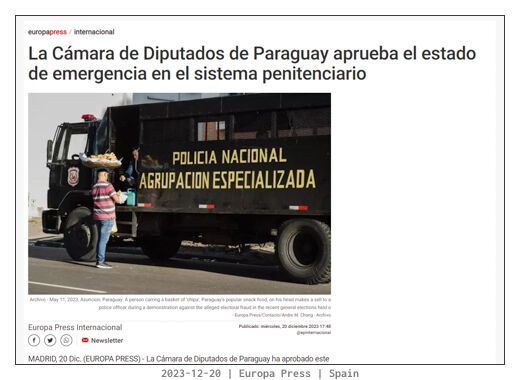 europapress / internacional
La Cámara de Diputados de Paraguay aprueba el estado
de emergencia en el sistema penitenciario
POLICIA NACIONAL
AGRUPACION ESPECIALIZADA
Archivo - May 11, 2023, Asuncion, Paraguay: A person carring a basket of 'chipa', Paraguay's popular snack food, on his head makes a sell to a
police officer during a demonstration against the alleged electoral fraud in the recent general elections held o
- Europa Press/Contacto/Andre M. Chang - Archivo
Europa Press Internacional
Newsletter
Publicado: miércoles, 20 diciembre 2023 17:48
@epinternacional
MADRID, 20 Dic. (EUROPA PRESS) - La Cámara de Diputados de Paraguay ha aprobado este
2023-12-20 | Europa Press | Spain